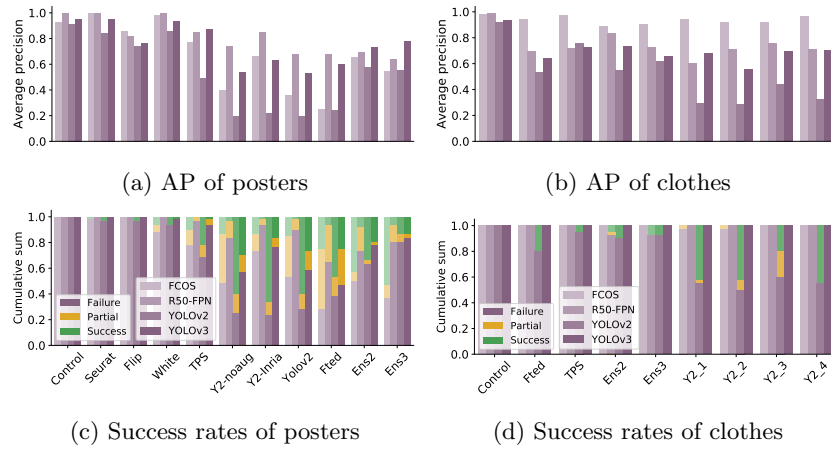 Average precision
1.0
0.8
0.6
0.4
0.2
0.0
(a) AP of posters
Average precision
1.0
0.8
0.6
0.4
0.2
0.0
(b) AP of clothes
Cumulative sum
1.0
0.8
0.6
0.4
0.2
0.0
Failure
Partial
Success
FCOS
R50-FPN
YOLOv2
YOLOv3
Control Seurat Flip White TPS Y2-noaug Y2-Inria Yolov2 Fted Ens2 Ens3
(c) Success rates of posters
Cumulative sum
1.0
0.8
0.6
0.4
0.2
0.0
Failure
Partial
Success
FCOS
R50-FPN
YOLOv2
YOLOv3
Control Fted TPS Ens2 Ens3 Y2_1 Y2_2 Y2_3 Y2_4
(d) Success rates of clothes